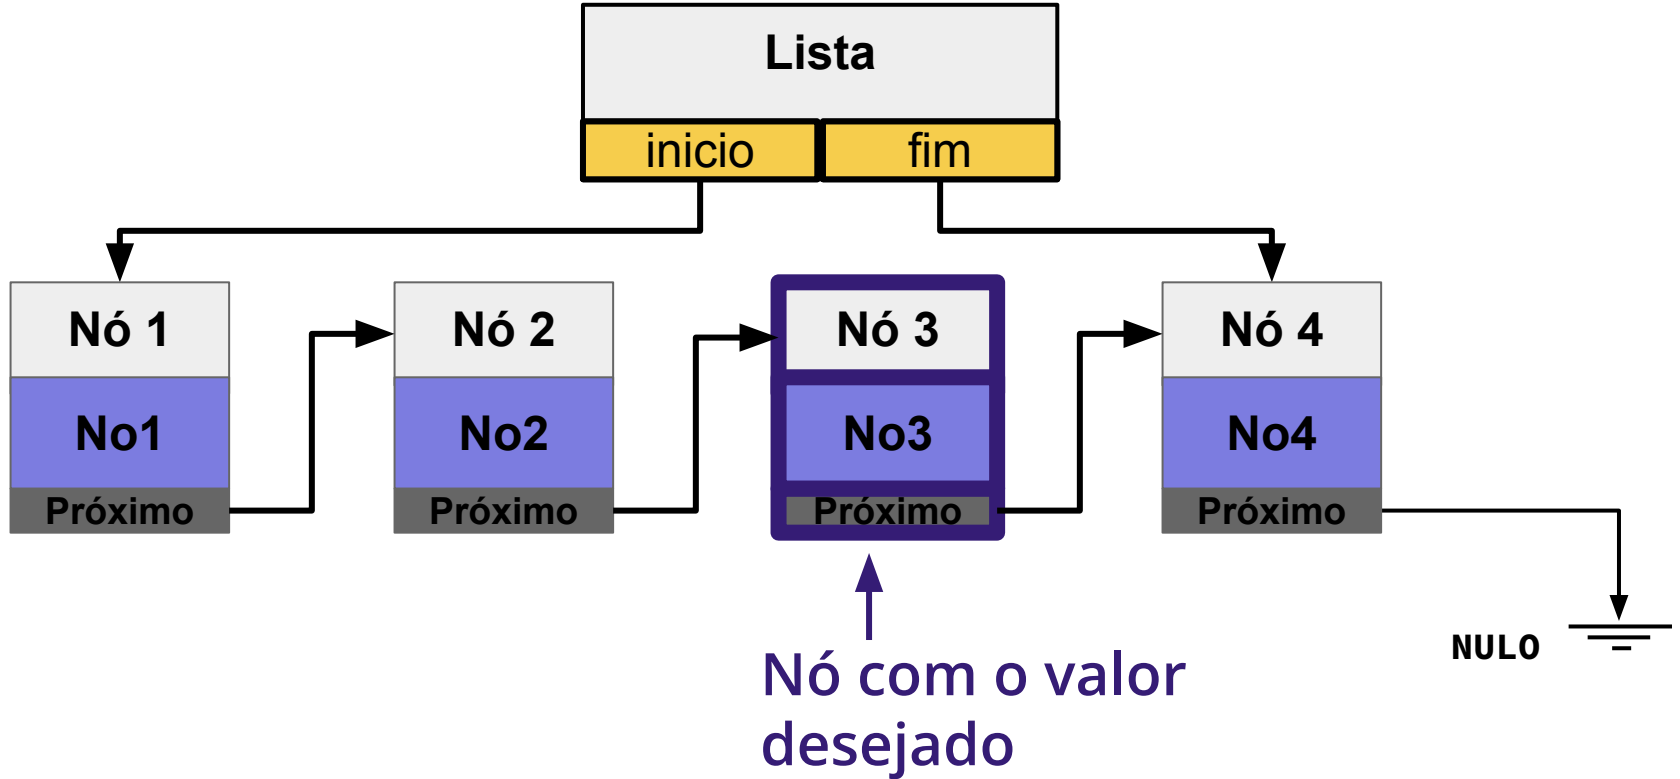 Lista
inicio fim
Nó 1 Nó 2 Nó 3 Nó 4
No1 No2 No3 No4
Próximo Próximo Próximo Próximo
NULO
Nó com o valor
desejado